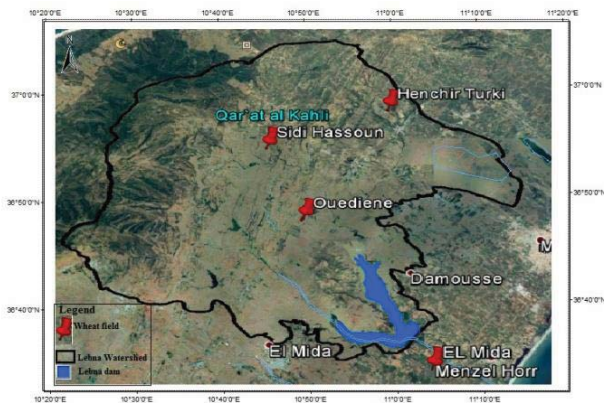 10°20'0"E 10°30'0"E 10°40'0"E 10°50'0"E 11°0'0"E 11°10'0"E 11°20'0"E
N
37°0'0"N
37°0'0"N
Henchir Turki
Qar'at al Kahli
Sidi Hassoun
36°50'0"N
36°50'0"N
Ouediene
M
Damousse
36°40'0"N
36°40'0"N
Legend
Wheat field
Lebna Watershed
Lebna dam
El Mida
EL Mida
Menzel Horr
10°20'0"E 10°30'0"E 10°40'0"E 10°50'0"E 11°0'0"E 11°10'0"E